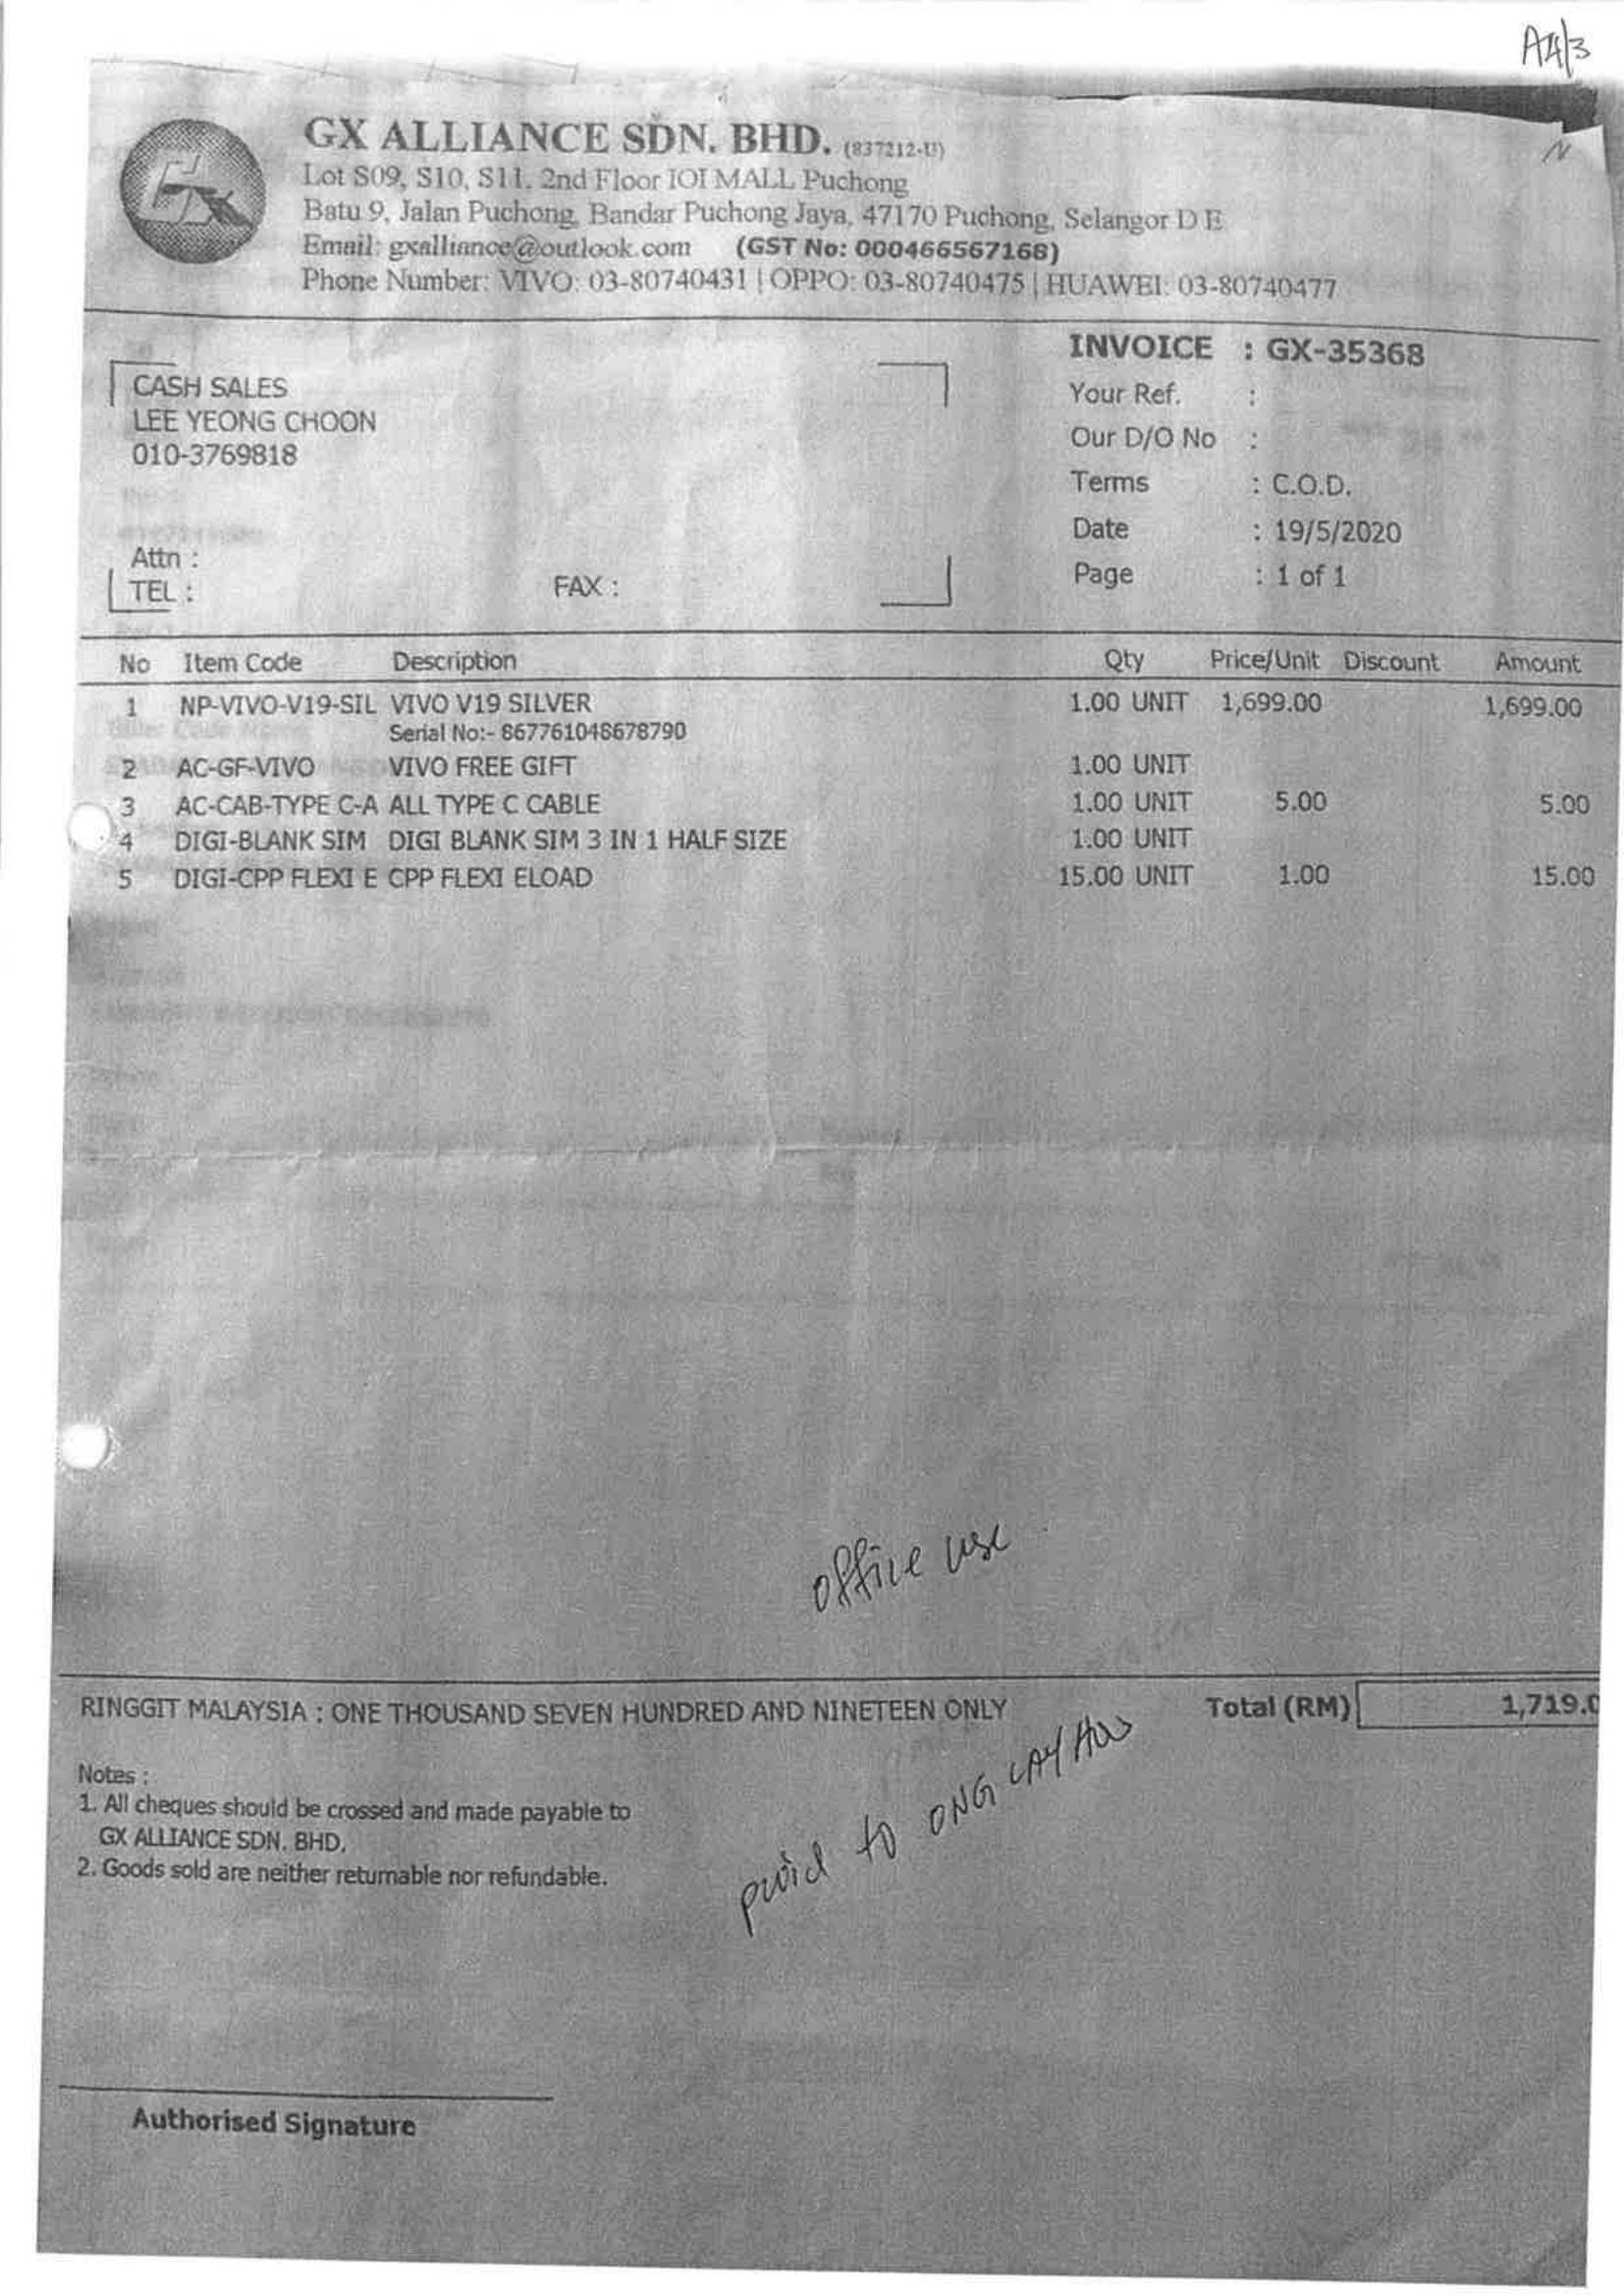 A4/3
GX ALLIANCE SDN. BHD. (837212-U)
Lot S09, S10, S11, 2nd Floor IOI MALL Puchong
Batu 9, Jalan Puchong, Bandar Puchong Jaya, 47170 Puchong, Selangor D E
Email: gxalliance@outlook.com (GST No: 000466567168)
Phone Number: VIVO: 03-80740431 | OPPO: 03-80740475 | HUAWEI: 03-80740477
INVOICE : GX-35368
CASH SALES
LEE YEONG CHOON
010-3769818
Attn :
TEL : FAX :
Your Ref. :
Our D/O No :
Terms : C.O.D.
Date : 19/5/2020
Page : 1 of 1
No Item Code Description Qty Price/Unit Discount Amount
1 NP-VIVO-V19-SIL VIVO V19 SILVER 1.00 UNIT 1,699.00 1,699.00
Serial No:- 867761048678790
2 AC-GF-VIVO VIVO FREE GIFT 1.00 UNIT
3 AC-CAB-TYPE C-A ALL TYPE C CABLE 1.00 UNIT 5.00 5.00
4 DIGI-BLANK SIM DIGI BLANK SIM 3 IN 1 HALF SIZE 1.00 UNIT
5 DIGI-CPP FLEXI E CPP FLEXI ELOAD 15.00 UNIT 1.00 15.00
office use
RINGGIT MALAYSIA : ONE THOUSAND SEVEN HUNDRED AND NINETEEN ONLY Total (RM) 1,719.0
paid to ONG LAY
Notes :
1. All cheques should be crossed and made payable to
GX ALLIANCE SDN. BHD.
2. Goods sold are neither returnable nor refundable.
Authorised Signature